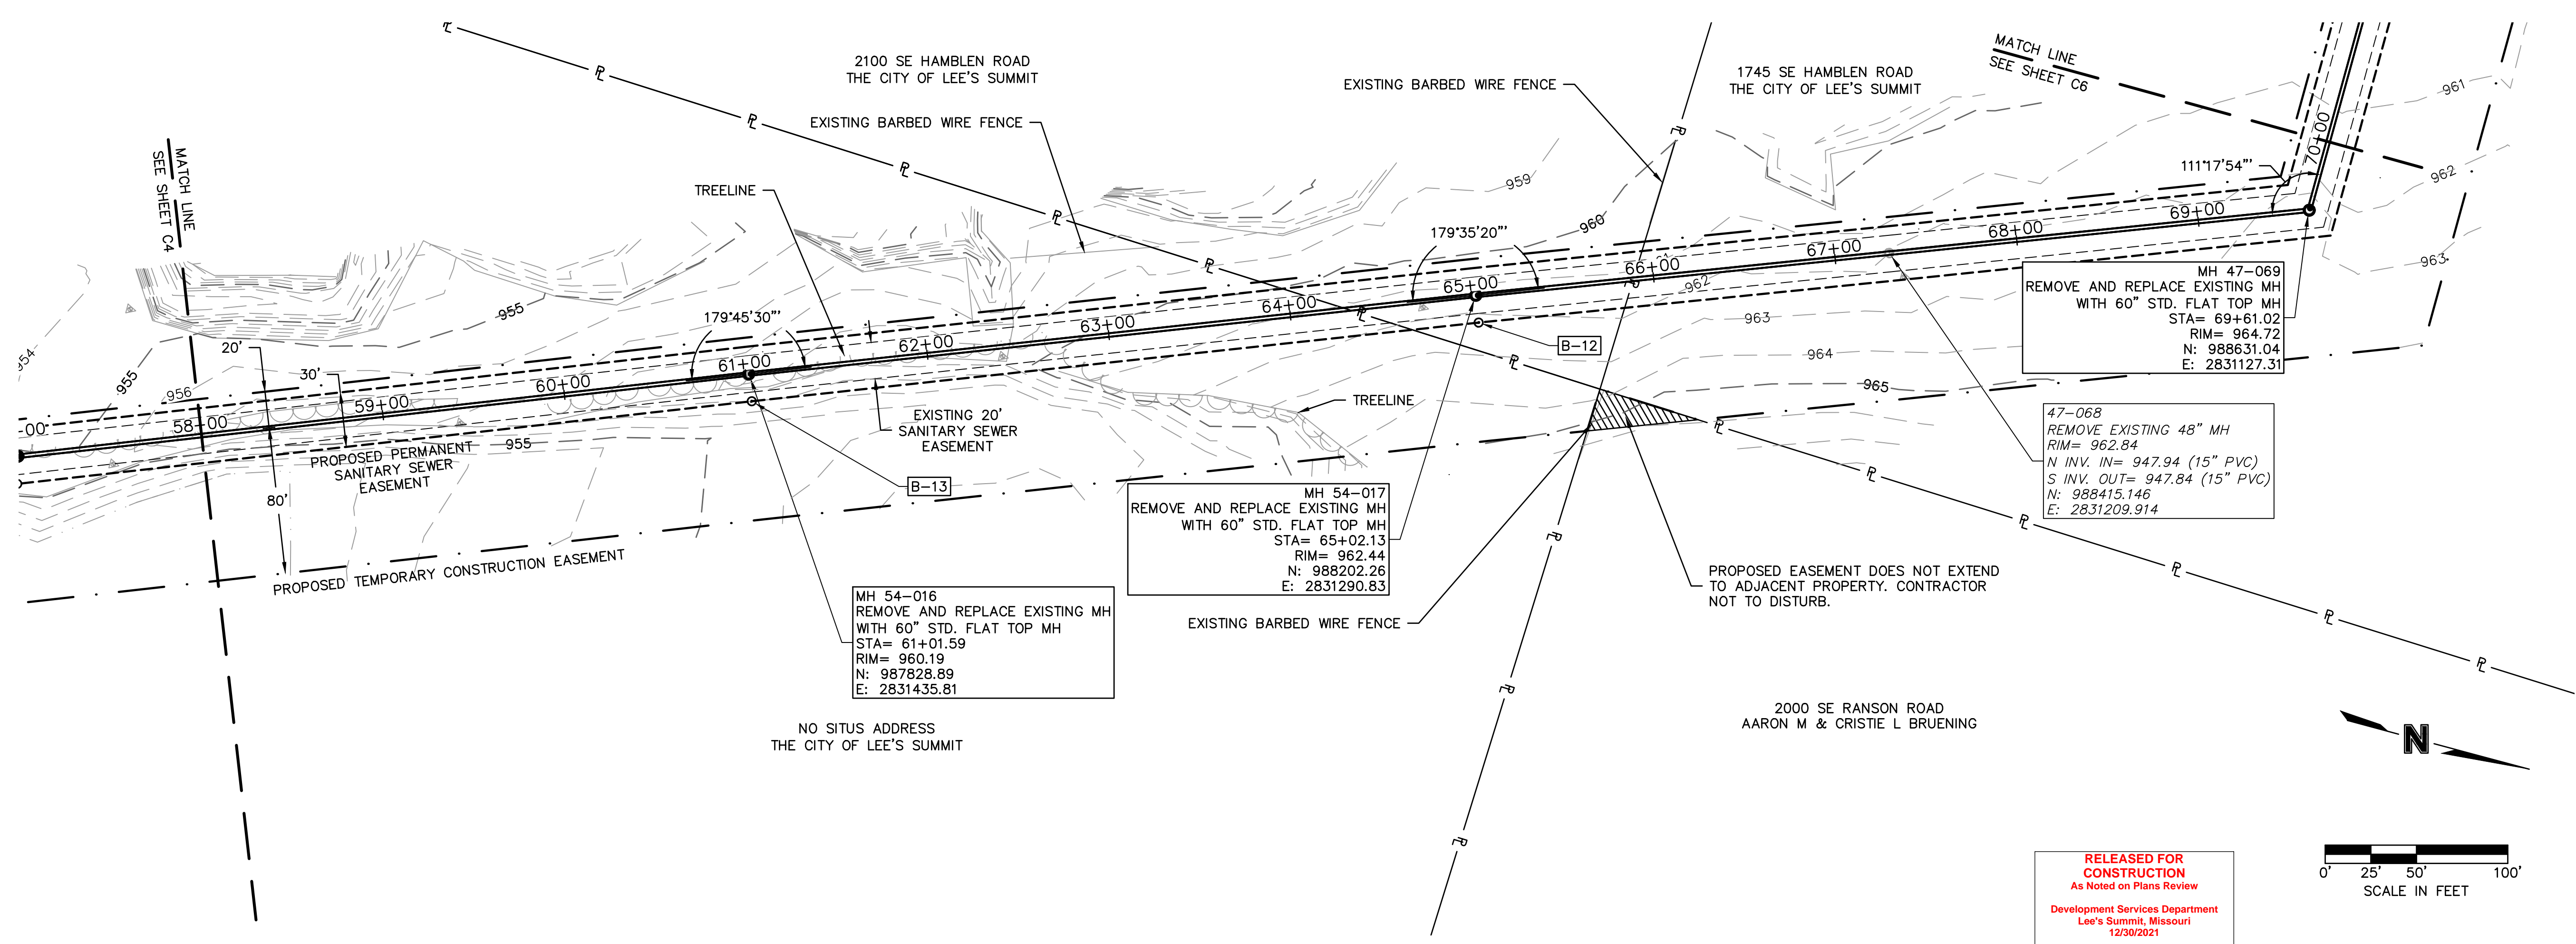 2100 SE HAMBLEN ROAD
THE CITY OF LEE'S SUMMIT
EXISTING BARBED WIRE FENCE
EXISTING BARBED WIRE FENCE
1745 SE HAMBLEN ROAD
THE CITY OF LEE'S SUMMIT
MATCH LINE
SEE SHEET C6
MATCH LINE
SEE SHEET C4
TREELINE
961
962
963
959
960
962
963
964
965
955
955
954
956
955
111°17'54"'
179°35'20"'
179°45'30"'
20'
30'
80'
-00
58+00
59+00
60+00
61+00
62+00
63+00
64+00
65+00
66+00
67+00
68+00
69+00
70+00
PROPOSED PERMANENT
SANITARY SEWER
EASEMENT
EXISTING 20'
SANITARY SEWER
EASEMENT
TREELINE
B-12
B-13
PROPOSED TEMPORARY CONSTRUCTION EASEMENT
MH 47-069
REMOVE AND REPLACE EXISTING MH
WITH 60" STD. FLAT TOP MH
STA= 69+61.02
RIM= 964.72
N: 988631.04
E: 2831127.31
47-068
REMOVE EXISTING 48" MH
RIM= 962.84
N INV. IN= 947.94 (15" PVC)
S INV. OUT= 947.84 (15" PVC)
N: 988415.146
E: 2831209.914
MH 54-017
REMOVE AND REPLACE EXISTING MH
WITH 60" STD. FLAT TOP MH
STA= 65+02.13
RIM= 962.44
N: 988202.26
E: 2831290.83
MH 54-016
REMOVE AND REPLACE EXISTING MH
WITH 60" STD. FLAT TOP MH
STA= 61+01.59
RIM= 960.19
N: 987828.89
E: 2831435.81
EXISTING BARBED WIRE FENCE
PROPOSED EASEMENT DOES NOT EXTEND
TO ADJACENT PROPERTY. CONTRACTOR
NOT TO DISTURB.
NO SITUS ADDRESS
THE CITY OF LEE'S SUMMIT
2000 SE RANSON ROAD
AARON M & CRISTIE L BRUENING
N
0' 25' 50' 100'
SCALE IN FEET
RELEASED FOR
CONSTRUCTION
As Noted on Plans Review
Development Services Department
Lee's Summit, Missouri
12/30/2021